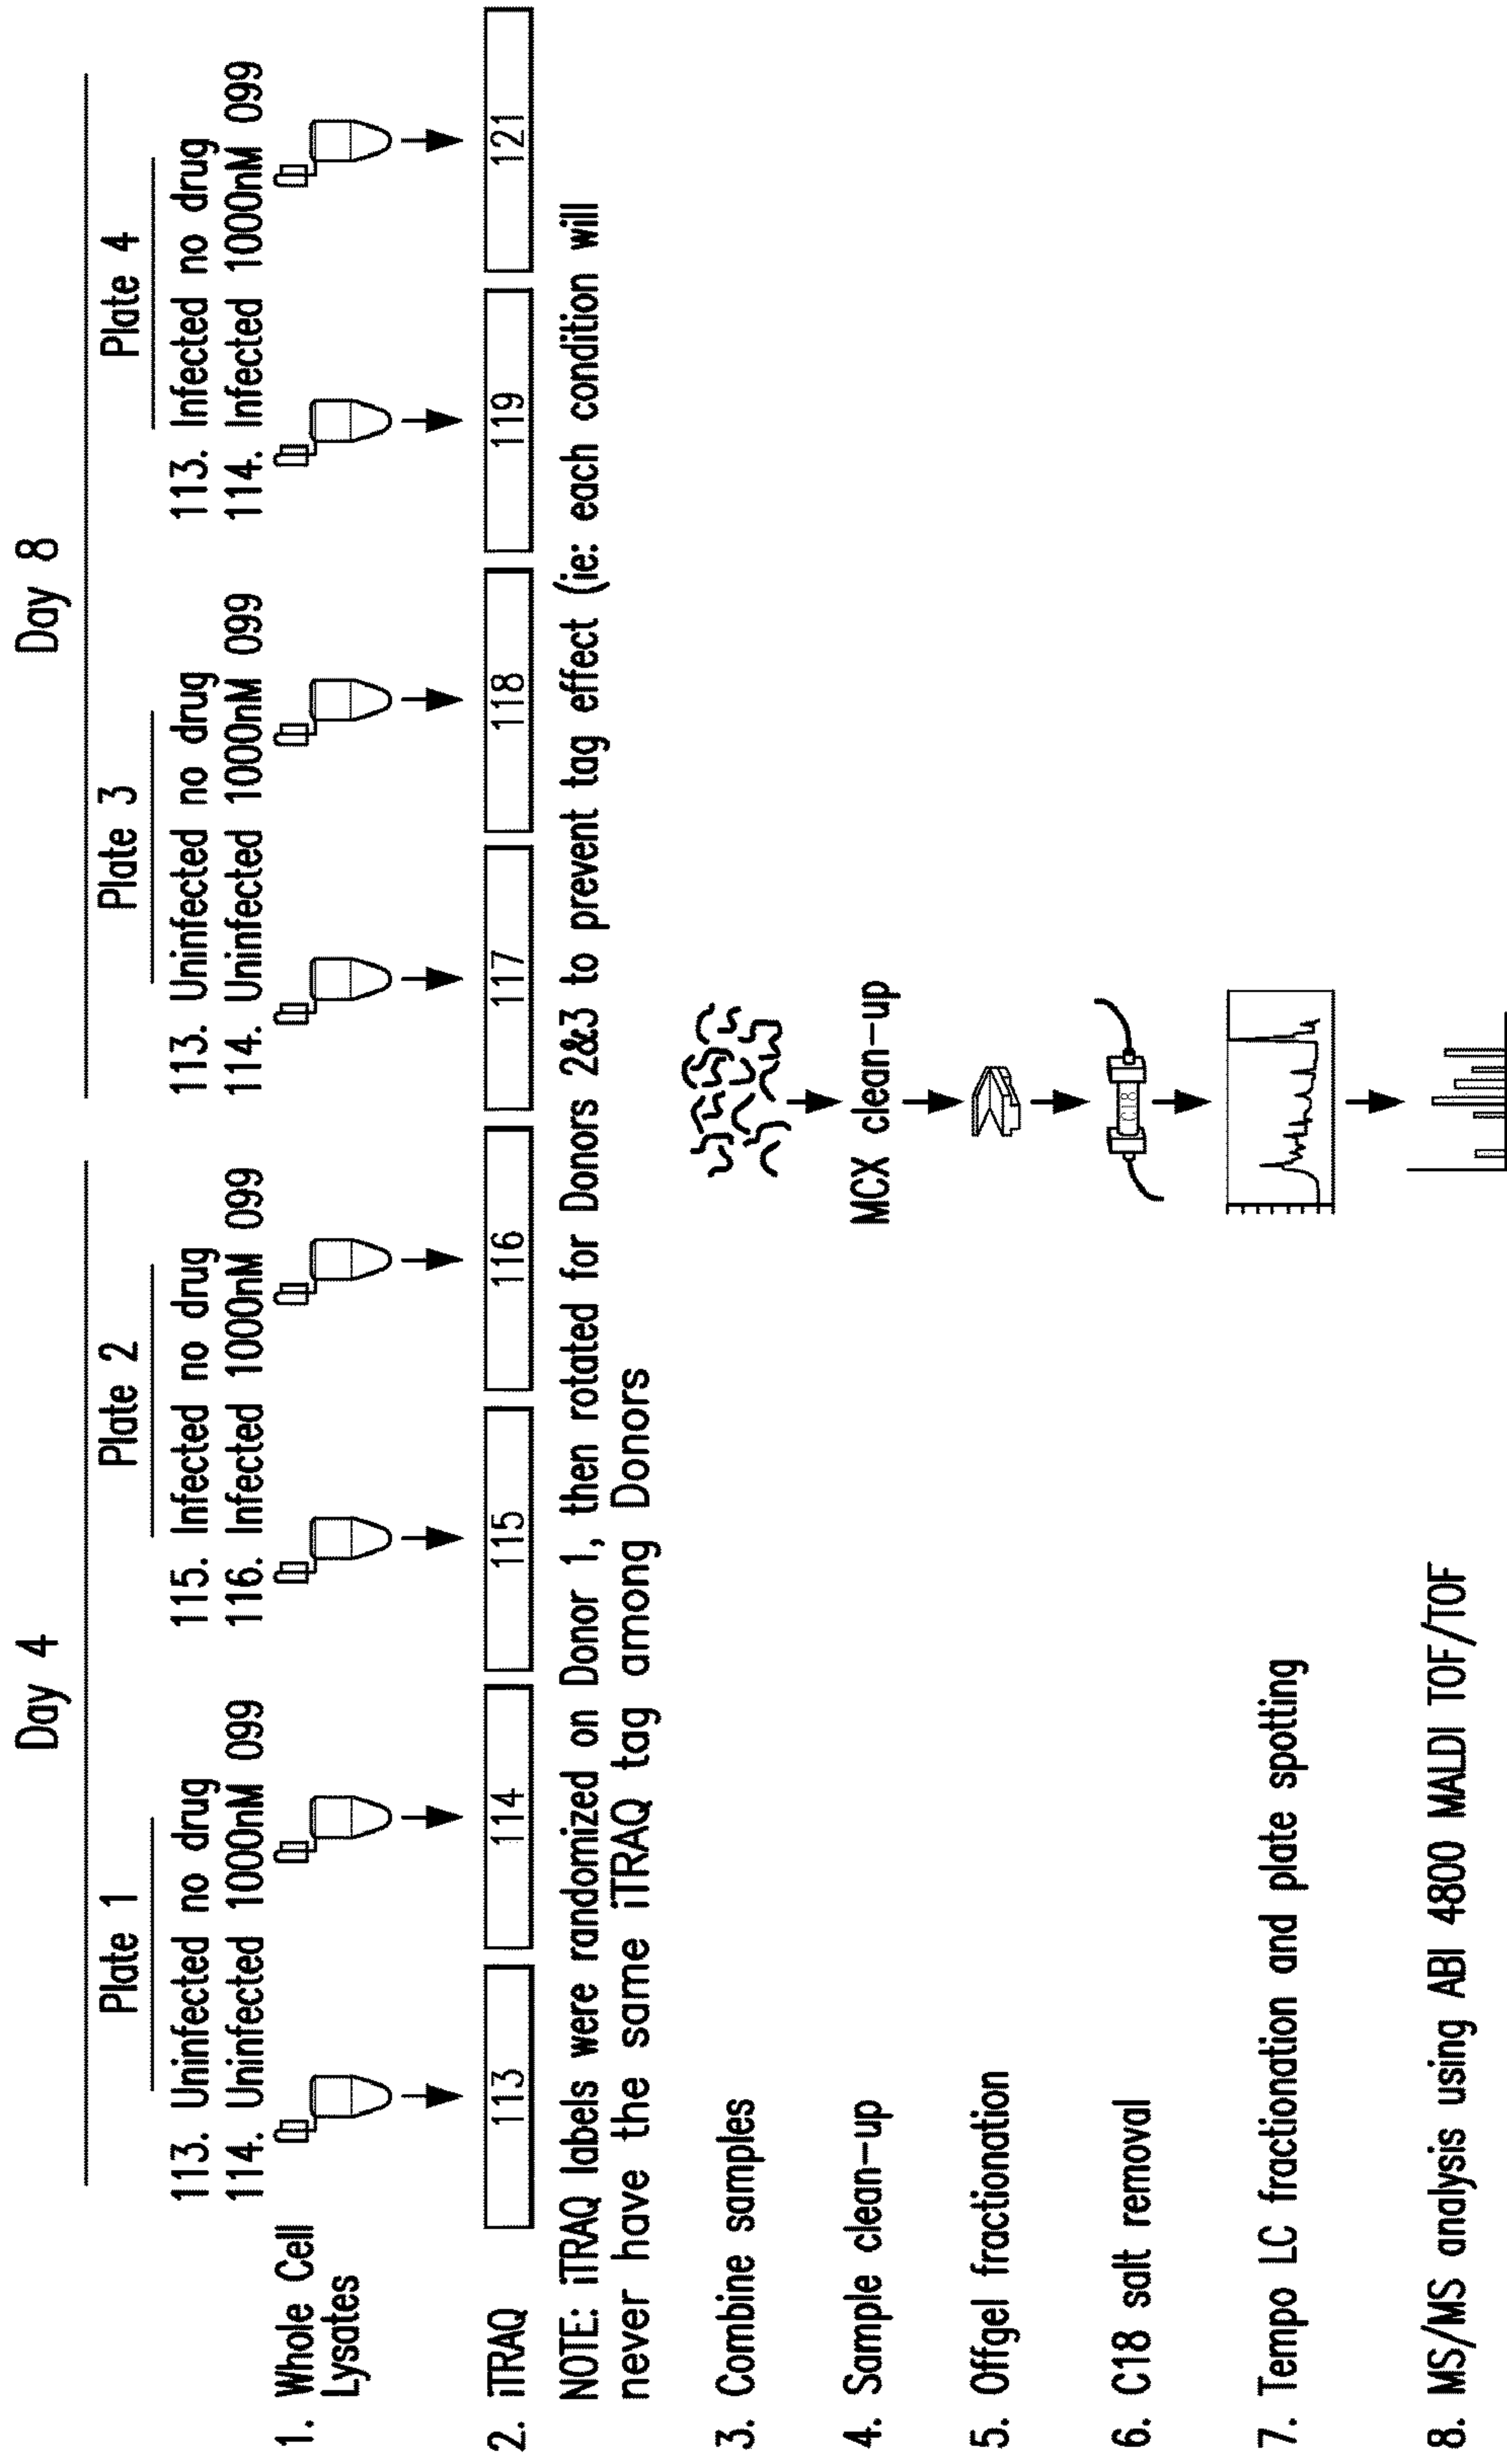 Day 4
Day 8
Plate 1
Plate 2
Plate 3
Plate 4
113. Uninfected no drug
114. Uninfected 1000nM 099
115. Infected no drug
116. Infected 1000nM 099
113. Uninfected no drug
114. Uninfected 1000nM 099
113. Infected no drug
114. Infected 1000nM 099
1. Whole Cell
Lysates
2. iTRAQ
113
114
115
116
117
118
119
121
NOTE: iTRAQ labels were randomized on Donor 1, then rotated for Donors 2&3 to prevent tag effect (ie: each condition will
never have the same iTRAQ tag among Donors
3. Combine samples
4. Sample clean-up
MCX clean-up
5. Offgel fractionation
6. C18 salt removal
C18
7. Tempo LC fractionation and plate spotting
8. MS/MS analysis using ABI 4800 MALDI TOF/TOF